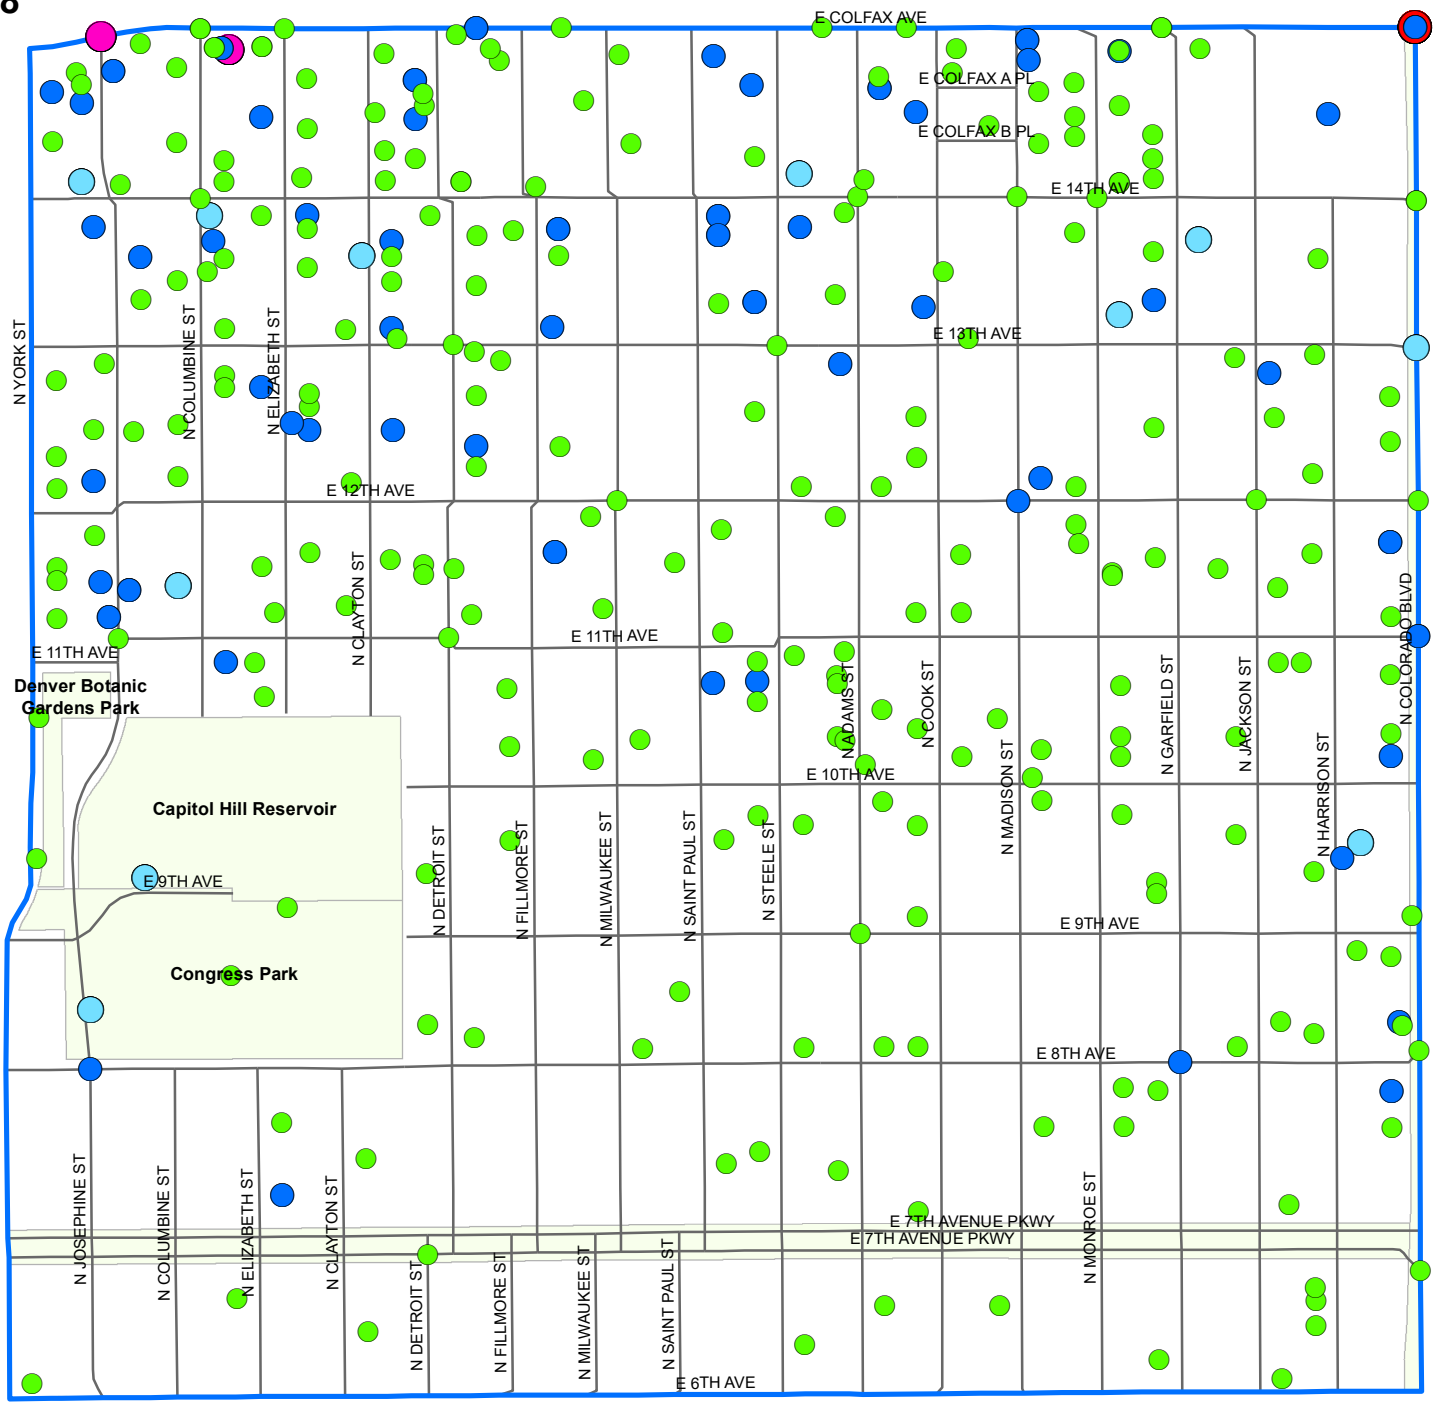 E COLFAX AVE
E COLFAX A PL
E COLFAX B PL
E 14TH AVE
E 13TH AVE
N YORK ST
N COLUMBINE ST
N ELIZABETH ST
E 12TH AVE
N CLAYTON ST
E 11TH AVE
E 11TH AVE
N COLORADO BLVD
Denver Botanic
Gardens Park
N ADAMS ST
N COOK ST
N MADISON ST
N GARFIELD ST
N JACKSON ST
N HARRISON ST
E 10TH AVE
Capitol Hill Reservoir
N DETROIT ST
N FILLMORE ST
N MILWAUKEE ST
N SAINT PAUL ST
N STEELE ST
E 9TH AVE
E 9TH AVE
Congress Park
E 8TH AVE
N JOSEPHINE ST
N COLUMBINE ST
N ELIZABETH ST
N CLAYTON ST
N MONROE ST
E 7TH AVENUE PKWY
E 7TH AVENUE PKWY
N DETROIT ST
N FILLMORE ST
N MILWAUKEE ST
N SAINT PAUL ST
E 6TH AVE